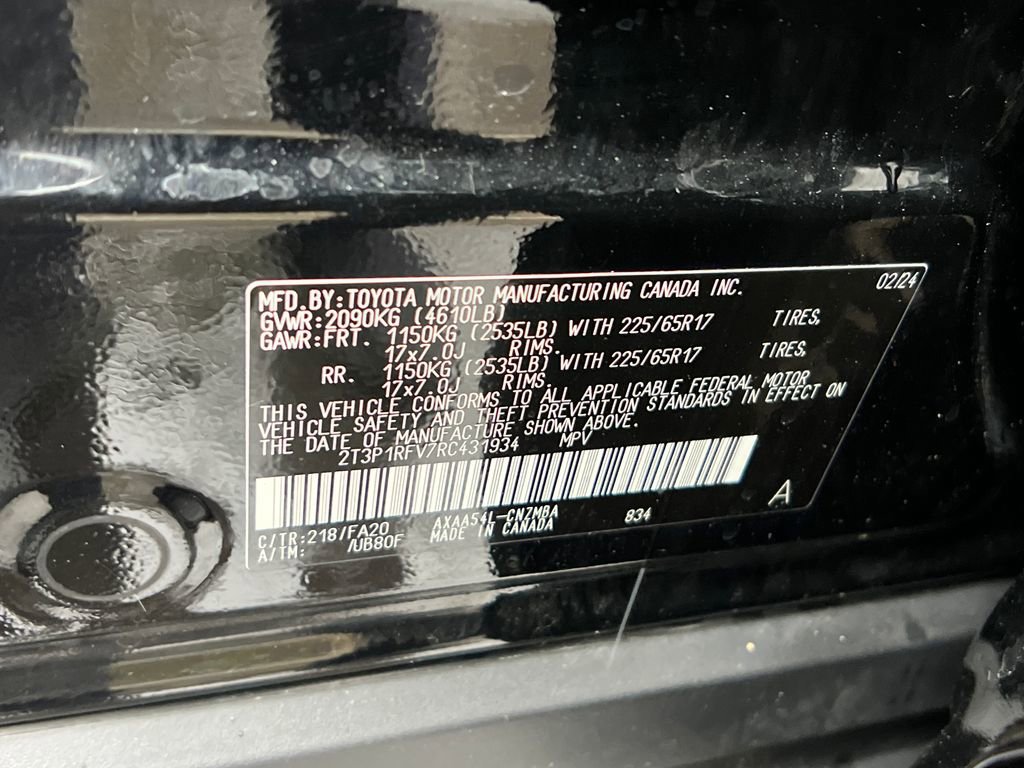 MFD.BY:TOYOTA MOTOR MANUFACTURING CANADA INC. 02/24
GVWR:2090KG (4610LB)
GAWR:FRT. 1150KG (2535LB) WITH 225/65R17 TIRES,
17x7.0J RIMS.
RR. 1150KG (2535LB) WITH 225/65R17 TIRES,
17x7.0J RIMS.
THIS VEHICLE CONFORMS TO ALL APPLICABLE FEDERAL MOTOR
VEHICLE SAFETY AND THEFT PREVENTION STANDARDS IN EFFECT ON
THE DATE OF MANUFACTURE SHOWN ABOVE.
2T3P1RFV7RC431934 MPV
A
C/TR:218/FA20 AXAA54L-CNZMBA 834
A/TM: /UB80F MADE IN CANADA